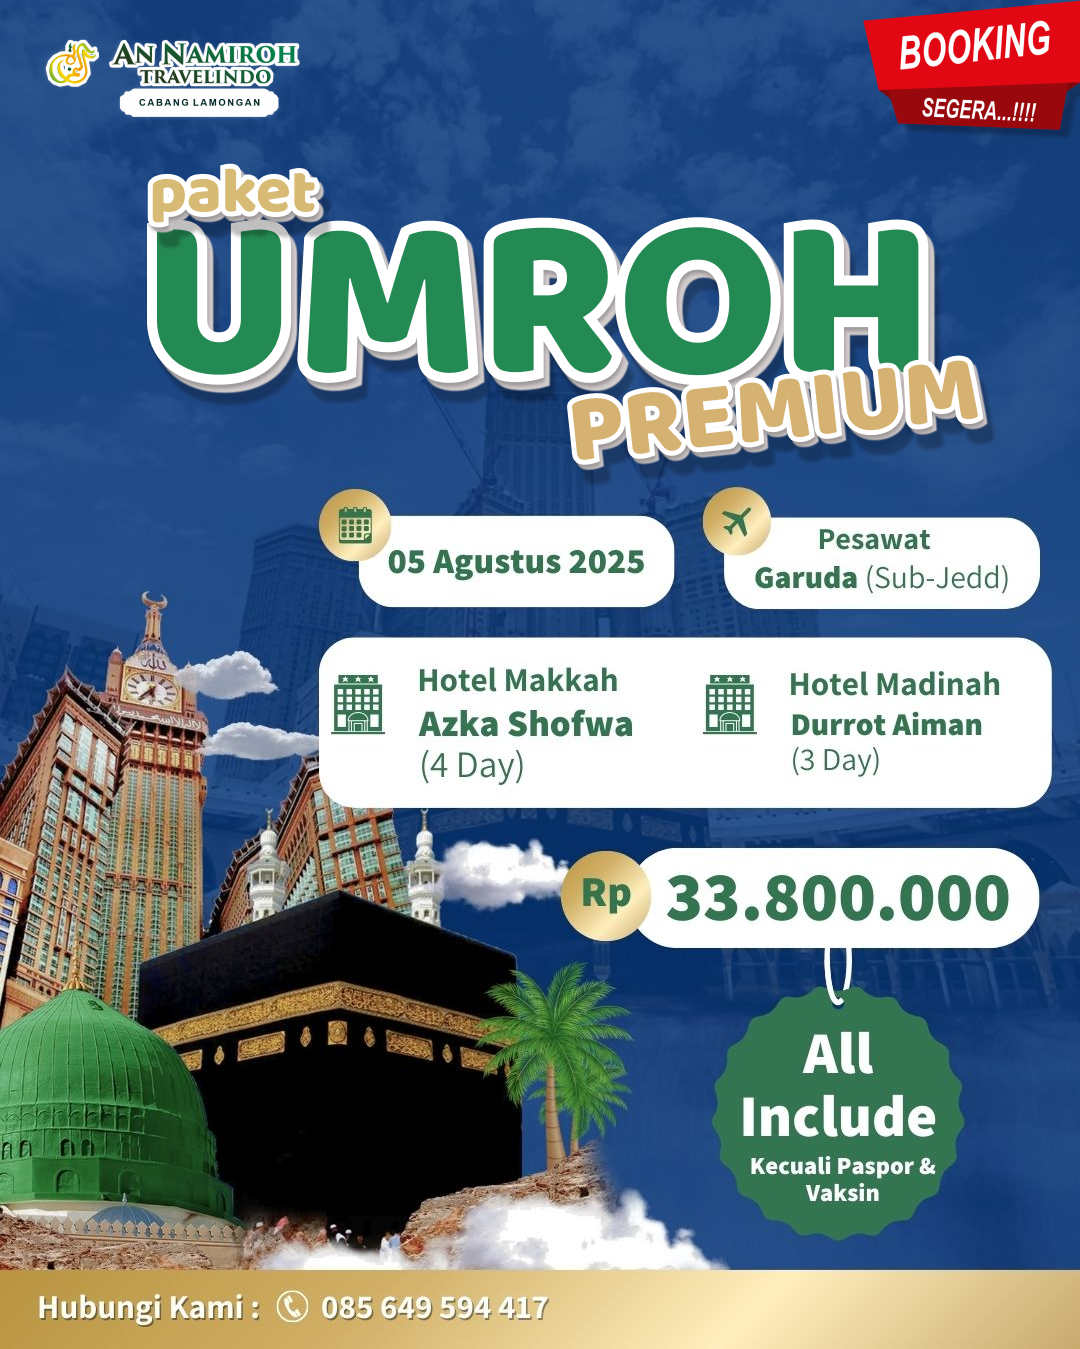 AN NAMIROH
TRAVELINDO
CABANG LAMONGAN
BOOKING
SEGERA...!!!!
paket
UMROH
PREMIUM
05 Agustus 2025
Pesawat
Garuda (Sub-Jedd)
Hotel Makkah
Azka Shofwa
(4 Day)
Hotel Madinah
Durrot Aiman
(3 Day)
Rp 33.800.000
All
Include
Kecuali Paspor &
Vaksin
Hubungi Kami : 085 649 594 417